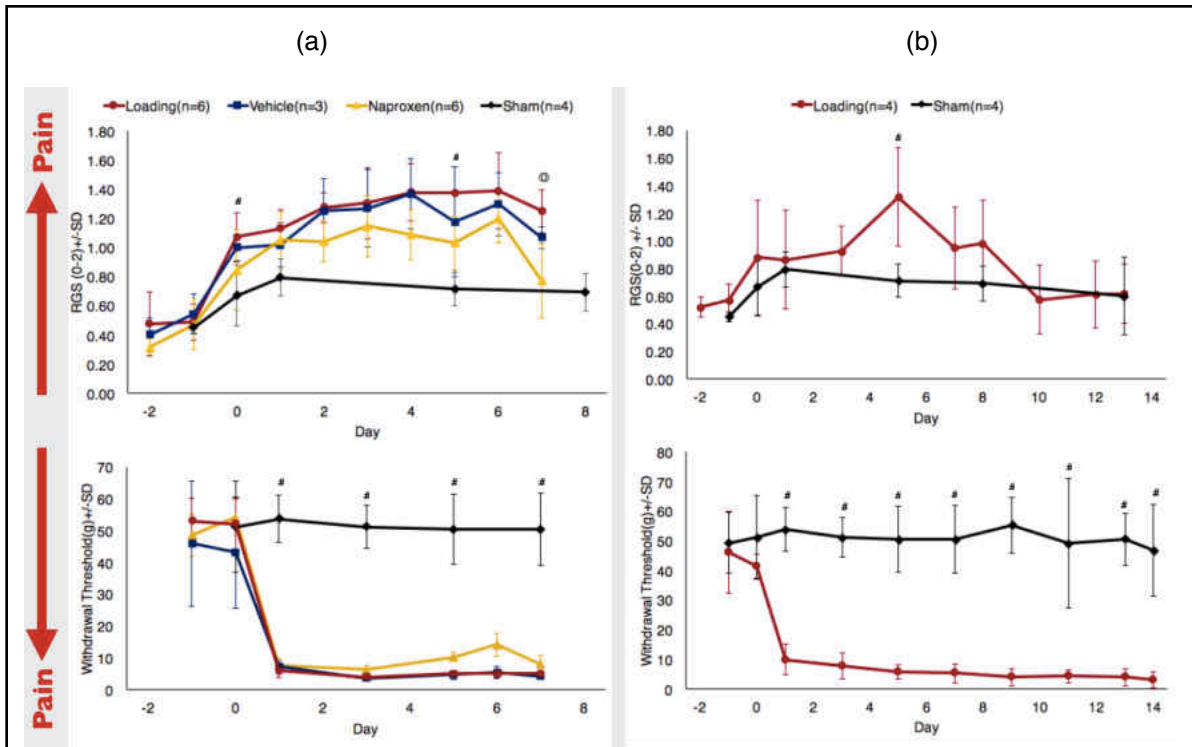 (a)
(b)
Pain
Pain
Loading(n=6) Vehicle(n=3) Naproxen(n=6) Sham(n=4)
RGS (0-2)+/-SD
1.80
1.60
1.40
1.20
1.00
0.80
0.60
0.40
0.20
0.00
# # ⊙
-2 0 2 4 6 8
Day
Loading(n=4) Sham(n=4)
RGS(0-2) +/- SD
1.80
1.60
1.40
1.20
1.00
0.80
0.60
0.40
0.20
0.00
#
-2 0 2 4 6 8 10 12 14
Day
Withdrawal Threshold(g)+/-SD
70
60
50
40
30
20
10
0
# # # #
-2 0 2 4 6 8
Day
Withdrawal Threshold(g)+/-SD
80
70
60
50
40
30
20
10
0
# # # # # # # #
-2 0 2 4 6 8 10 12 14
Day